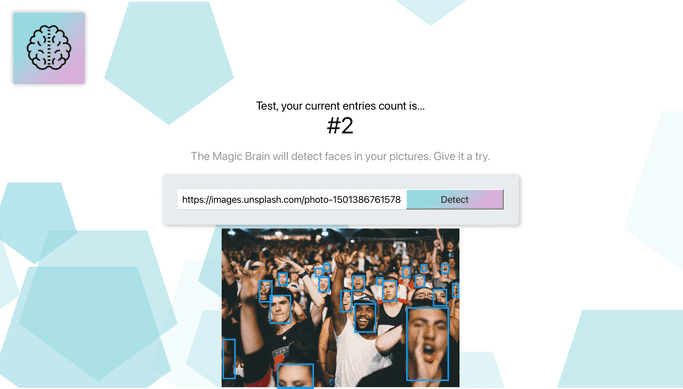 Test, your current entries count is...
#2
The Magic Brain will detect faces in your pictures. Give it a try.
https://images.unsplash.com/photo-1501386761578 Detect